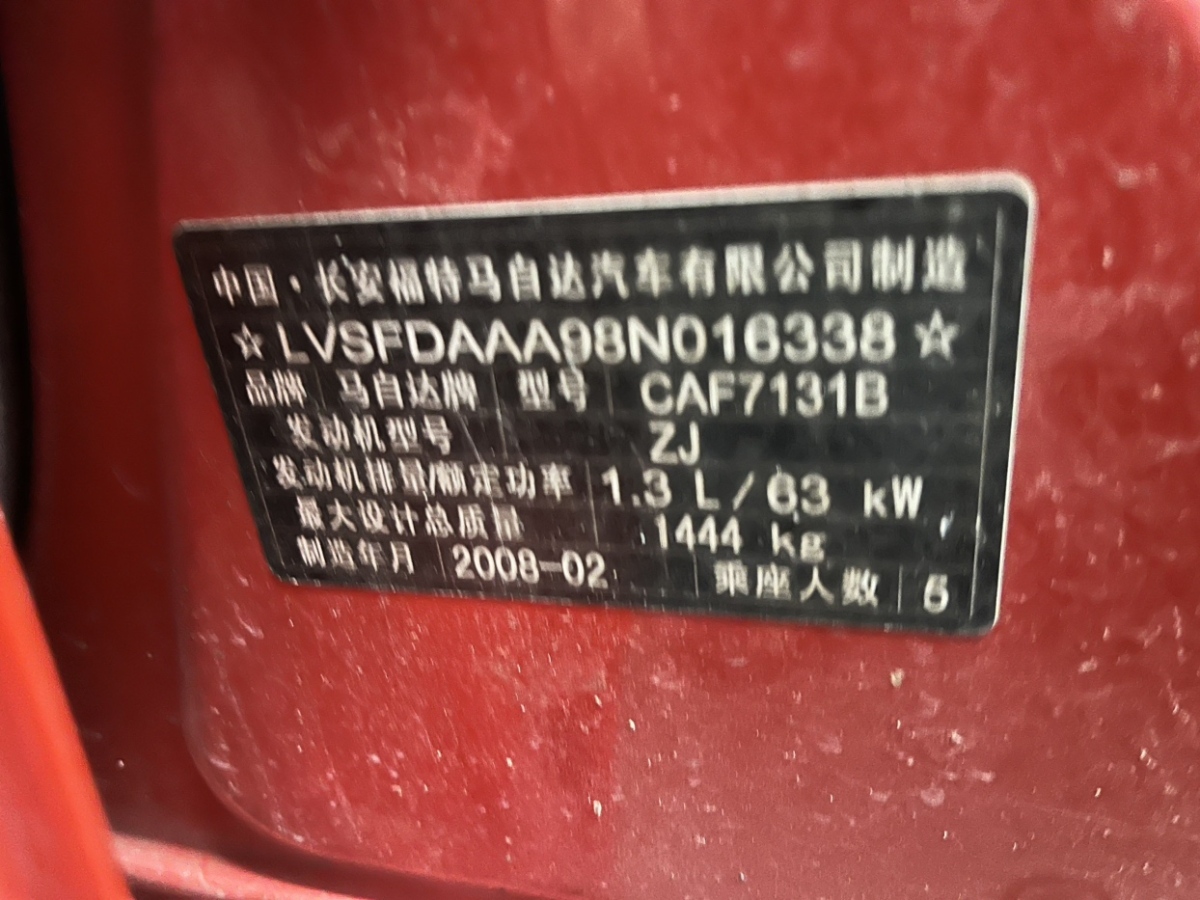 中国·长安福特马自达汽车有限公司制造
☆LVSFDAAA98N016338☆
品牌 马自达牌 型号 CAF7131B
发动机型号 ZJ
发动机排量/额定功率 1.3 L/63 kW
最大设计总质量 1444 kg
制造年月 2008-02 乘座人数 5